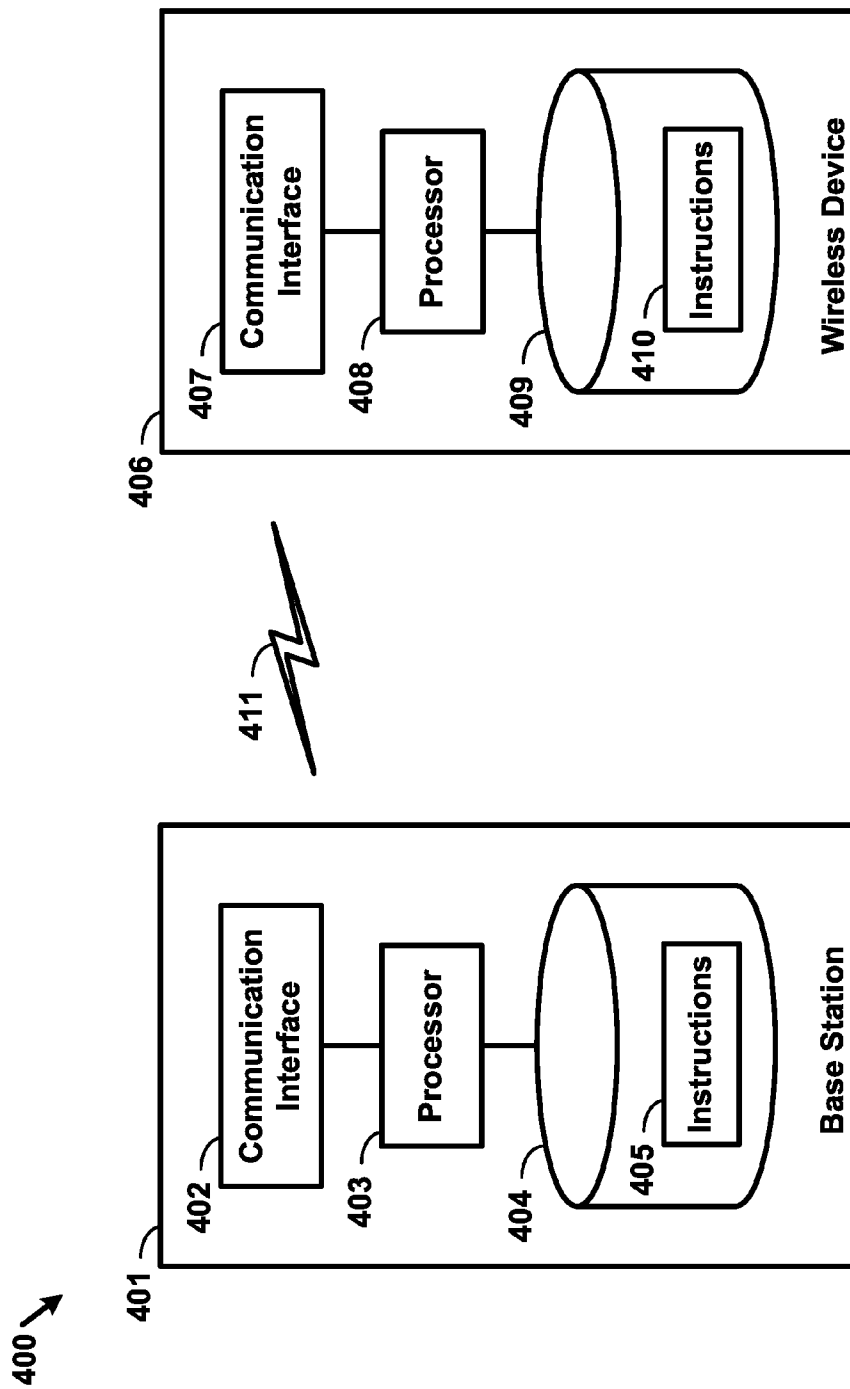 400
401
402
Communication
Interface
403
Processor
404
405
Instructions
Base Station
411
406
407
Communication
Interface
408
Processor
409
410
Instructions
Wireless Device